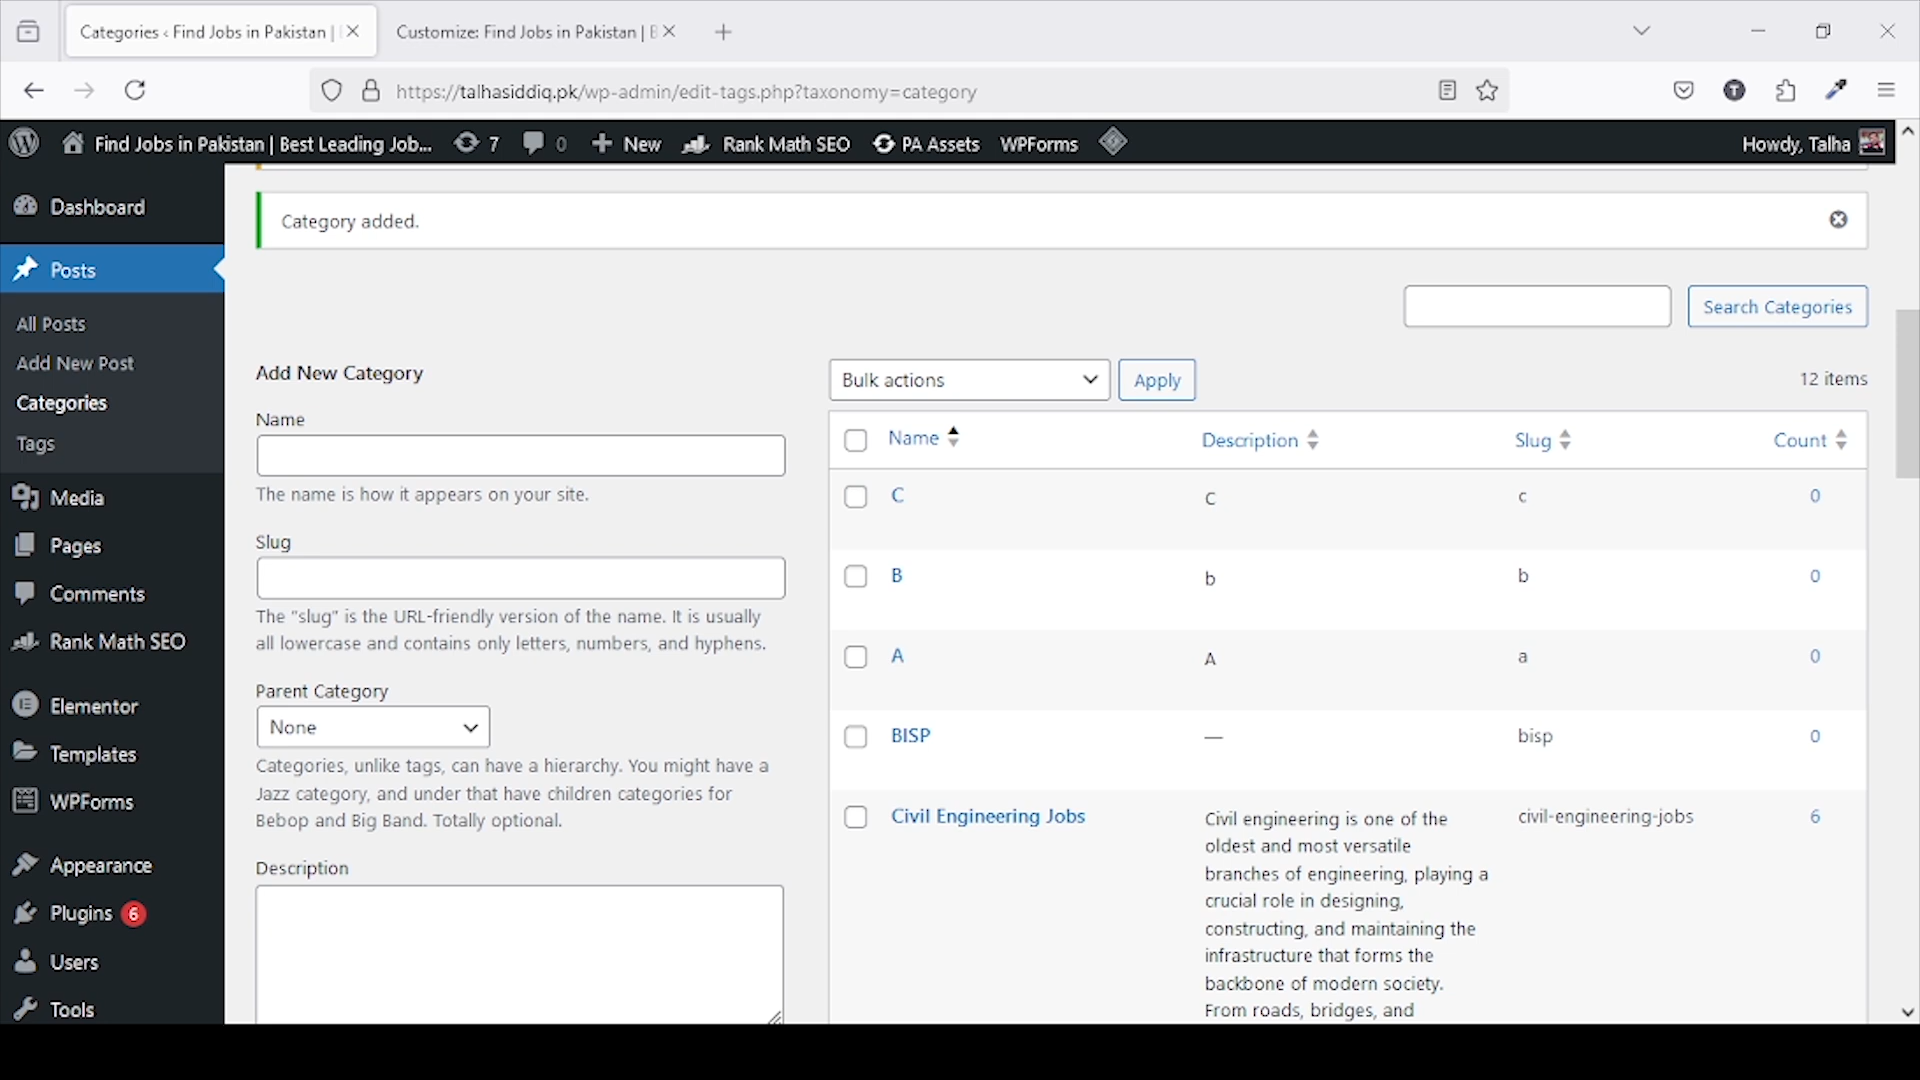 Categories ‹ Find Jobs in Pakistan |
Customize: Find Jobs in Pakistan |
https://talhasiddiq.pk/wp-admin/edit-tags.php?taxonomy=category
T
Find Jobs in Pakistan | Best Leading Job...
7
0
New
Rank Math SEO
PA Assets
WPForms
Howdy, Talha
Dashboard
Posts
All Posts
Add New Post
Categories
Tags
Media
Pages
Comments
Rank Math SEO
Elementor
Templates
WPForms
Appearance
Plugins 6
Users
Tools
Category added.
Search Categories
Add New Category
Name
The name is how it appears on your site.
Slug
The “slug” is the URL-friendly version of the name. It is usually
all lowercase and contains only letters, numbers, and hyphens.
Parent Category
None
Categories, unlike tags, can have a hierarchy. You might have a
Jazz category, and under that have children categories for
Bebop and Big Band. Totally optional.
Description
Bulk actions
Apply
12 items
Name Description Slug Count
C C c 0
B b b 0
A A a 0
BISP — bisp 0
Civil Engineering Jobs Civil engineering is one of the civil-engineering-jobs 6
oldest and most versatile
branches of engineering, playing a
crucial role in designing,
constructing, and maintaining the
infrastructure that forms the
backbone of modern society.
From roads, bridges, and